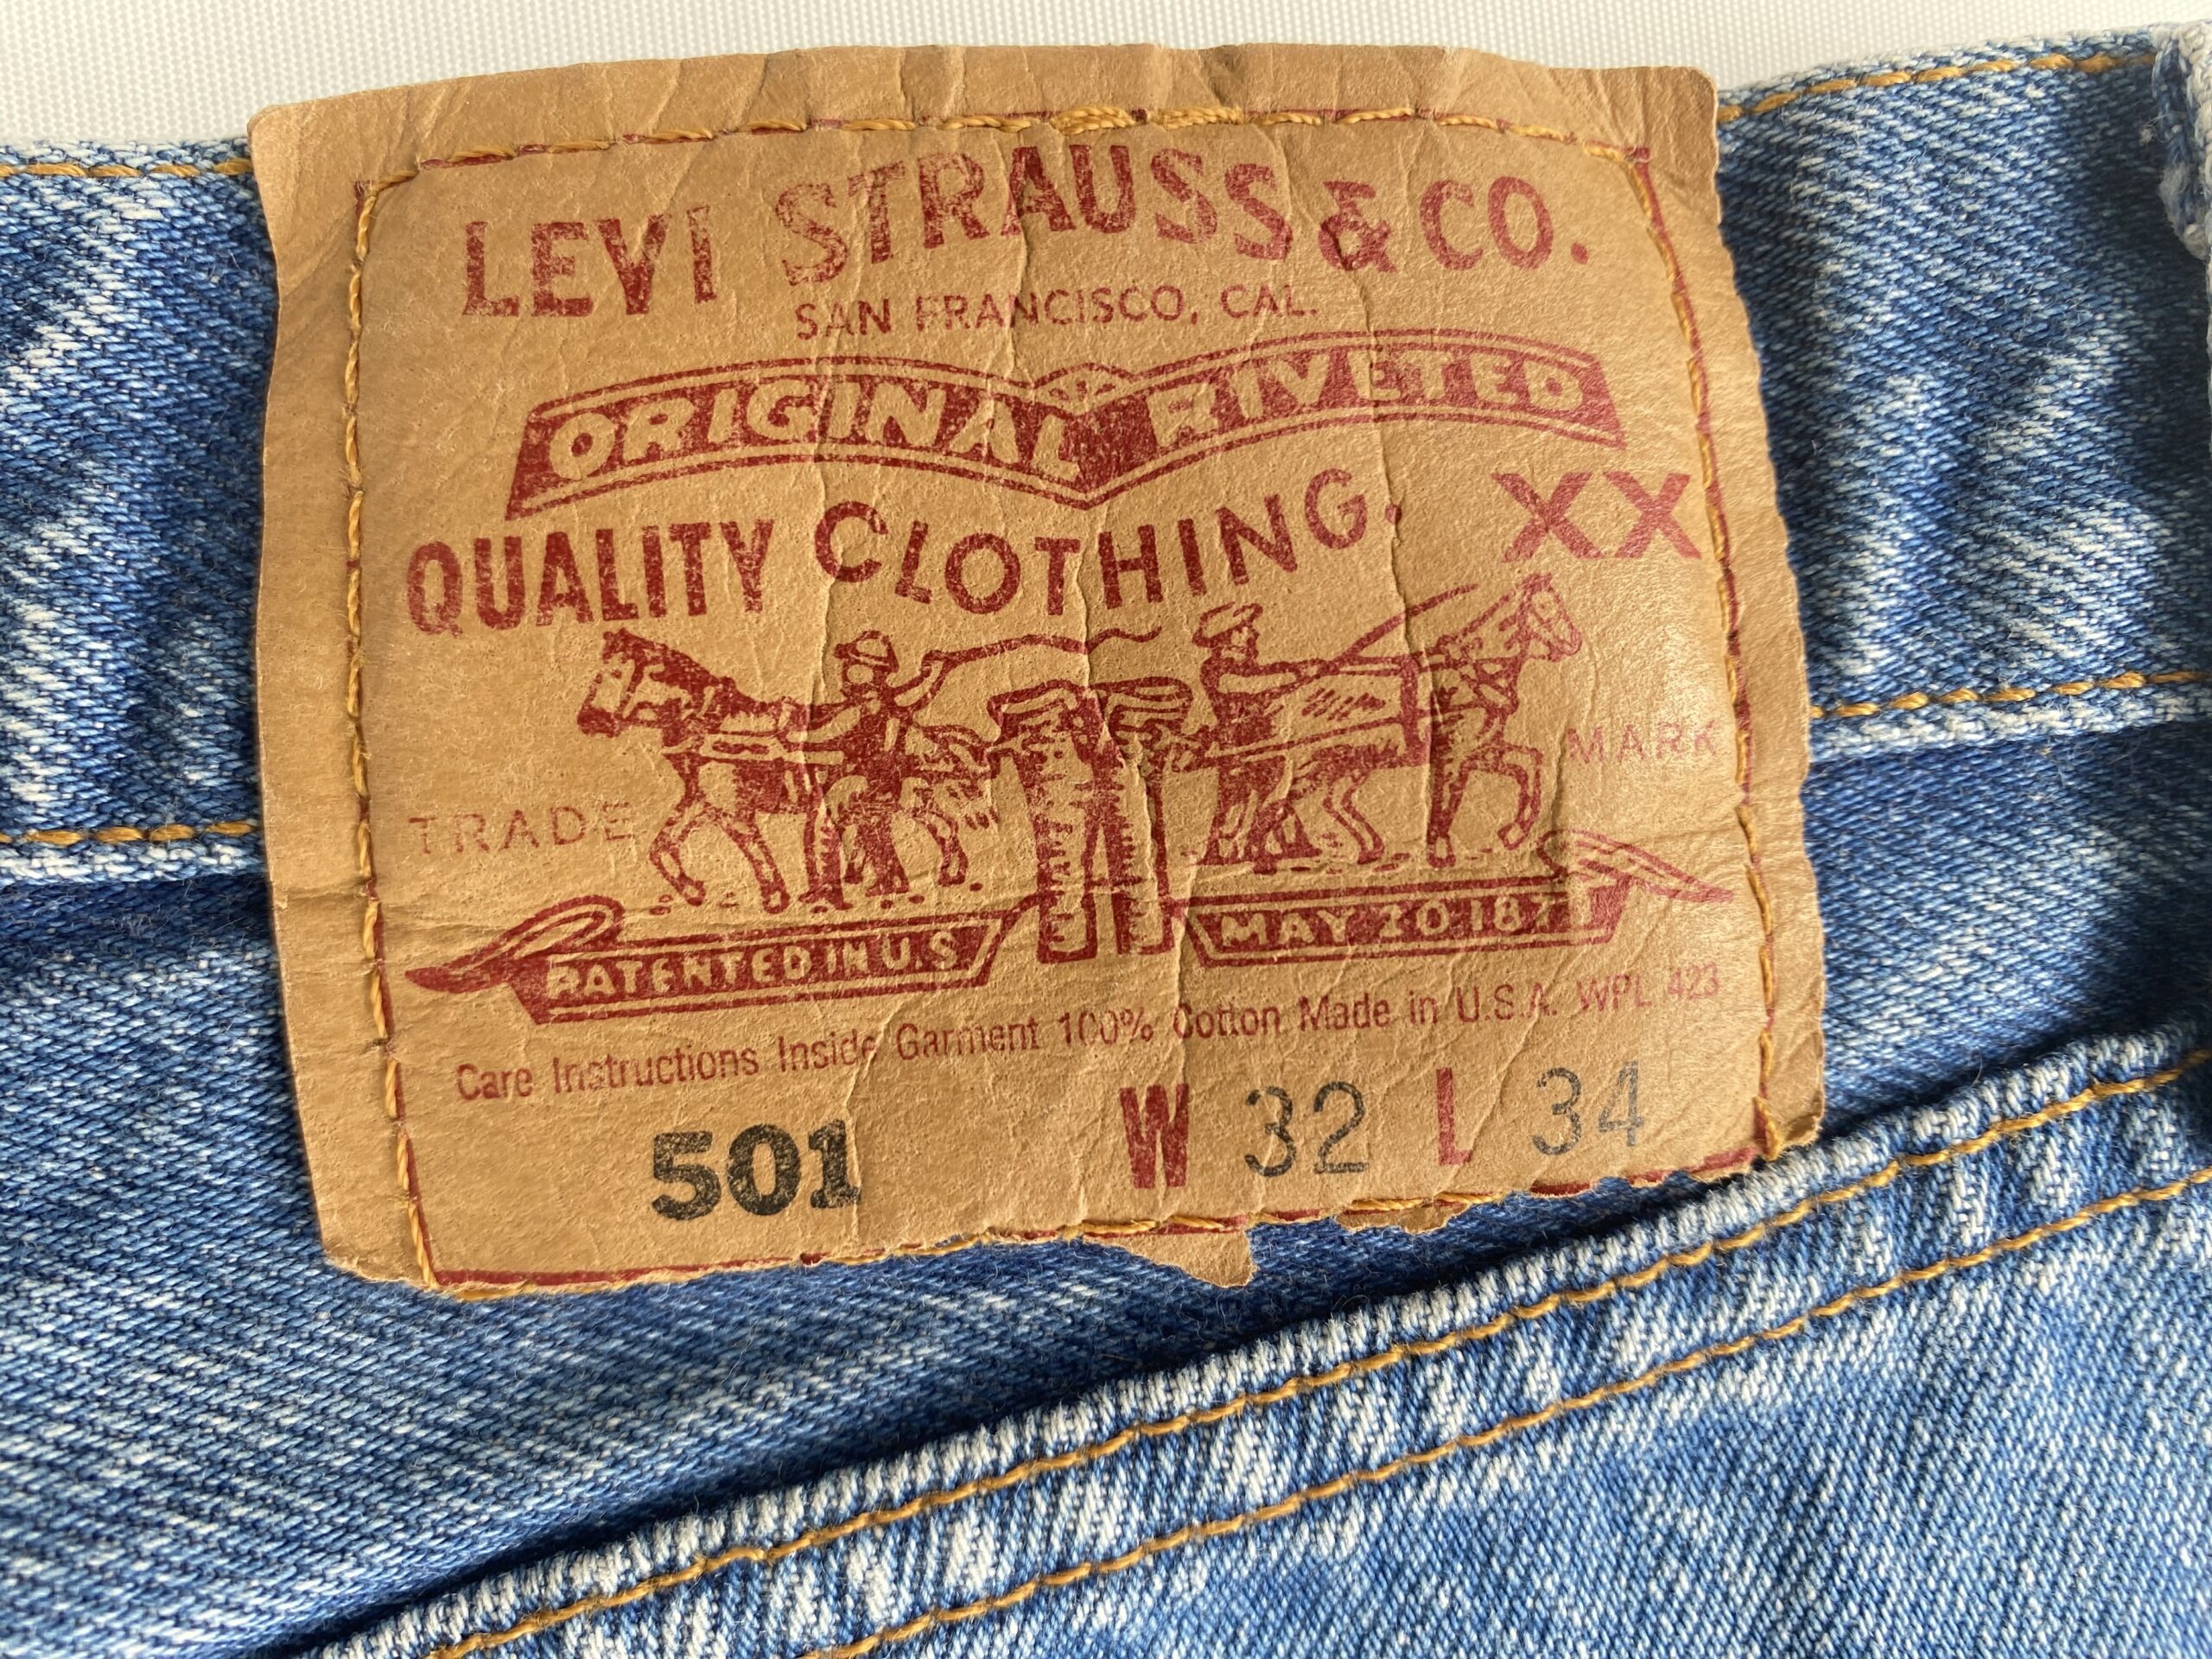 LEVI STRAUSS & CO.
SAN FRANCISCO, CAL.
ORIGINAL RIVETED
QUALITY CLOTHING.
XX
TRADE MARK
PATENTED IN U.S
MAY 20 1873
Care Instructions Inside Garment 100% Cotton Made in U.S.A. WPL 423
501 W 32 L 34